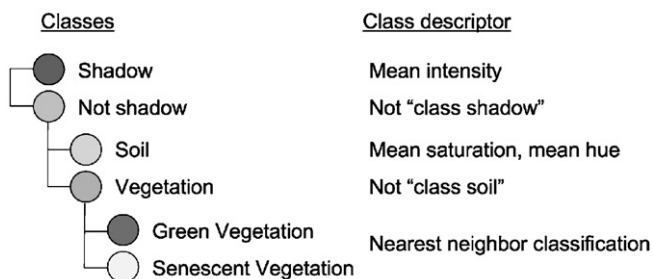 Classes Class descriptor
Shadow Mean intensity
Not shadow Not “class shadow”
Soil Mean saturation, mean hue
Vegetation Not “class soil”
Green Vegetation
Nearest neighbor classification
Senescent Vegetation